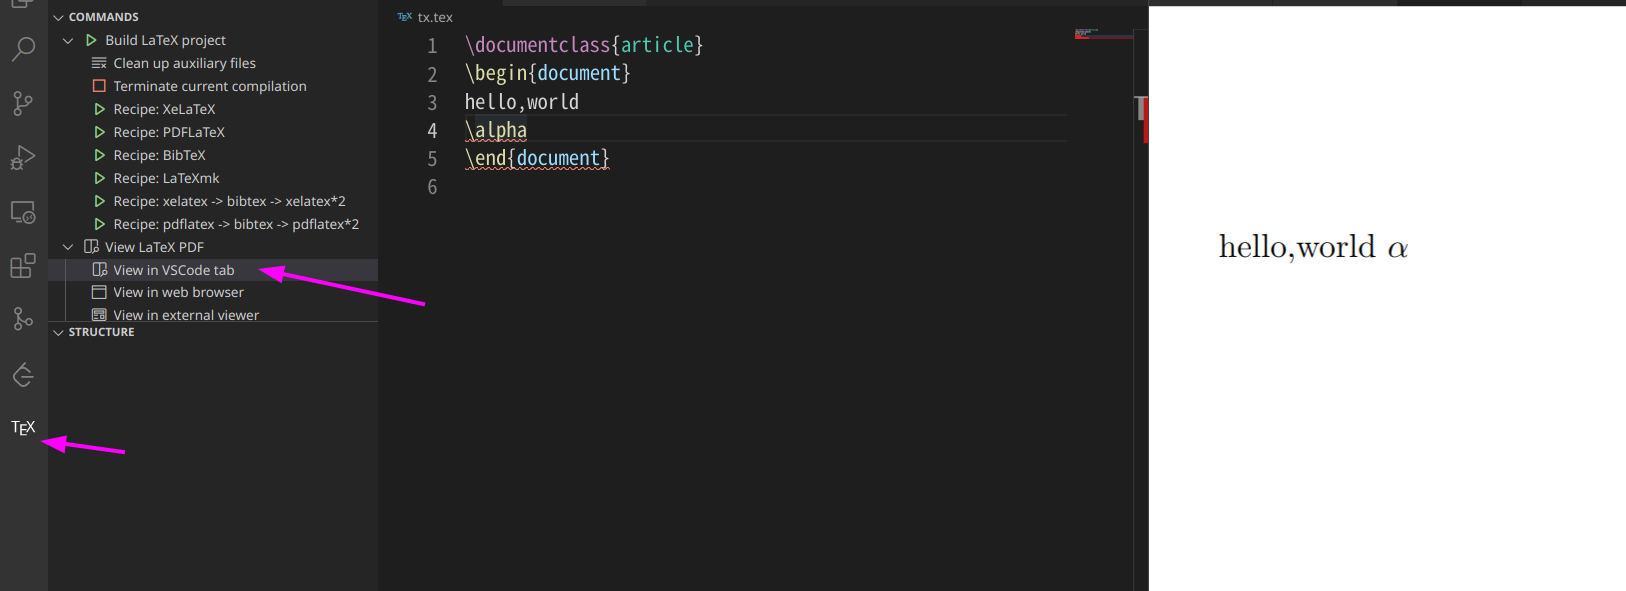 COMMANDS
Build LaTeX project
Clean up auxiliary files
Terminate current compilation
Recipe: XeLaTeX
Recipe: PDFLaTeX
Recipe: BibTeX
Recipe: LaTeXmk
Recipe: xelatex -> bibtex -> xelatex*2
Recipe: pdflatex -> bibtex -> pdflatex*2
View LaTeX PDF
View in VSCode tab
View in web browser
View in external viewer
STRUCTURE
TEX
TEX tx.tex
1 \documentclass{article}
2 \begin{document}
3 hello,world
4 \alpha
5 \end{document}
6
hello,world α